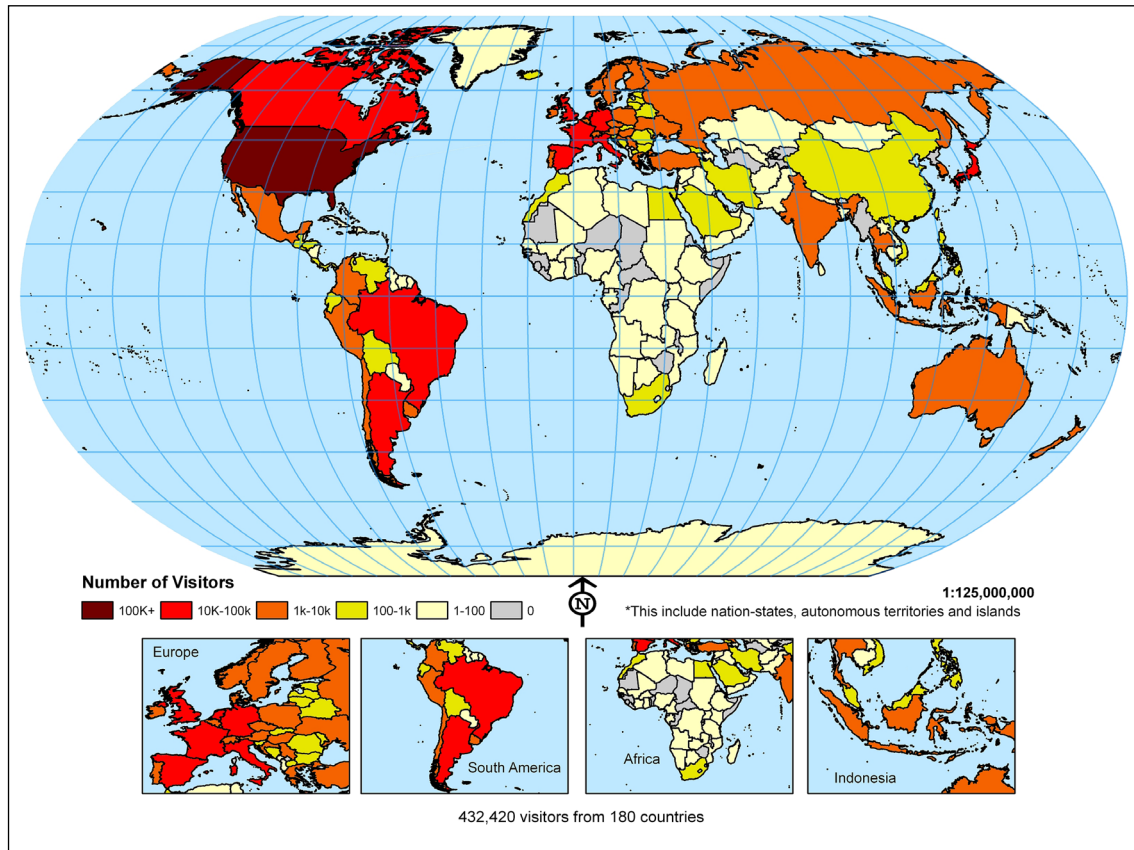 Number of Visitors
100K+ 10K-100k 1k-10k 100-1k 1-100 0
N
1:125,000,000
*This include nation-states, autonomous territories and islands
Europe
South America
Africa
Indonesia
432,420 visitors from 180 countries